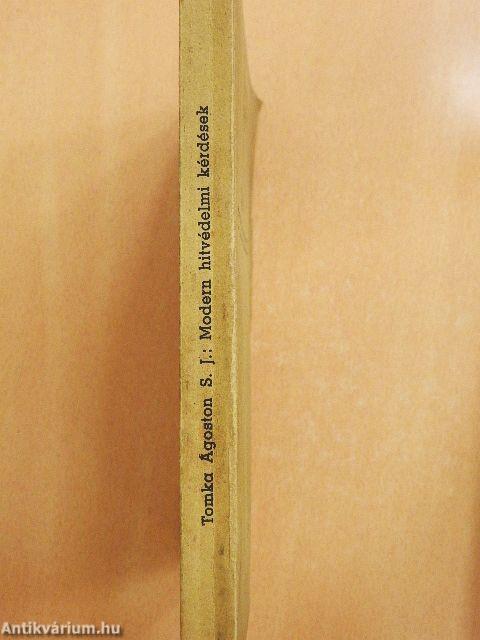 Tomka Ágoston S. J.: Modern hitvédelmi kérdések
Antikvárium.hu